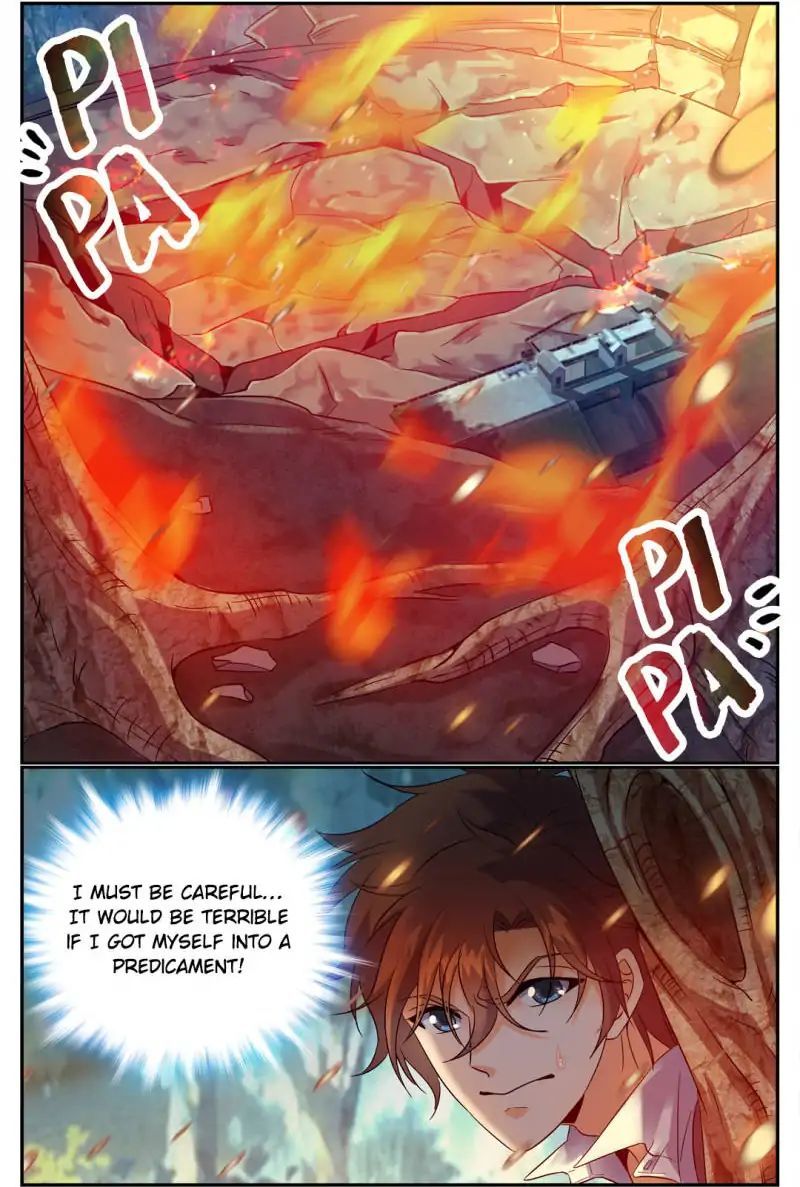 PI
PA
PI
PA
I MUST BE CAREFUL...
IT WOULD BE TERRIBLE
IF I GOT MYSELF INTO A
PREDICAMENT!